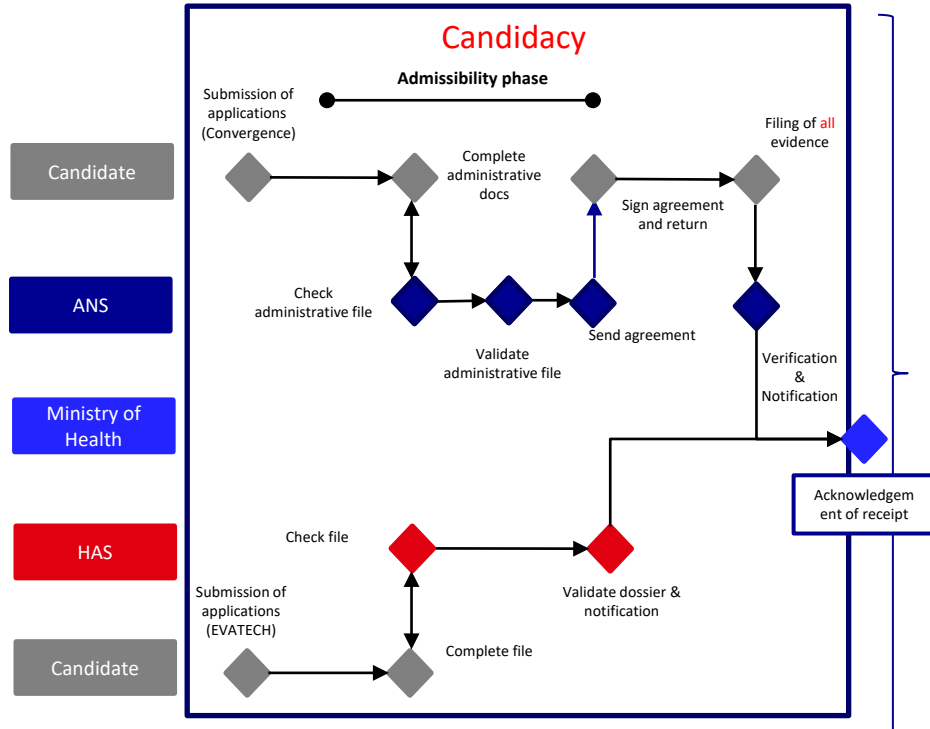 Candidacy
Admissibility phase
Submission of
applications
(Convergence)
Filing of all
evidence
Candidate
Complete
administrative
docs
Sign agreement
and return
ANS
Check
administrative file
Send agreement
Validate
administrative file
Verification
&
Notification
Ministry of
Health
Acknowledgem
ent of receipt
HAS
Check file
Submission of
applications
(EVATECH)
Validate dossier &
notification
Candidate
Complete file